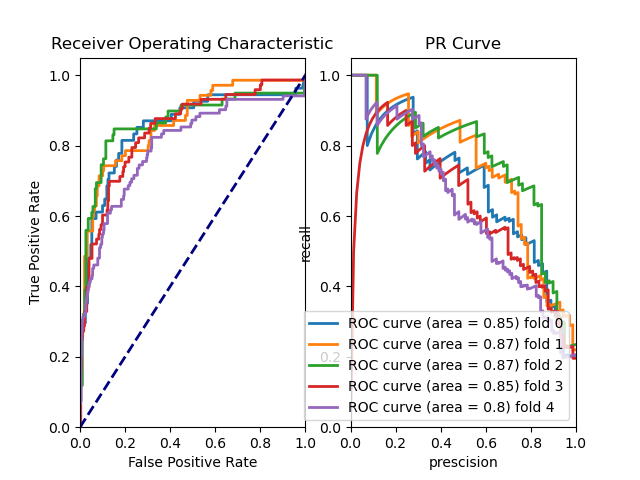 Receiver Operating Characteristic
PR Curve
1.0
0.8
0.6
0.4
0.2
0.0
True Positive Rate
0.0 0.2 0.4 0.6 0.8 1.0
False Positive Rate
1.0
0.8
0.6
0.4
0.2
0.0
recall
0.0 0.2 0.4 0.6 0.8 1.0
prescision
ROC curve (area = 0.85) fold 0
ROC curve (area = 0.87) fold 1
ROC curve (area = 0.87) fold 2
ROC curve (area = 0.85) fold 3
ROC curve (area = 0.8) fold 4